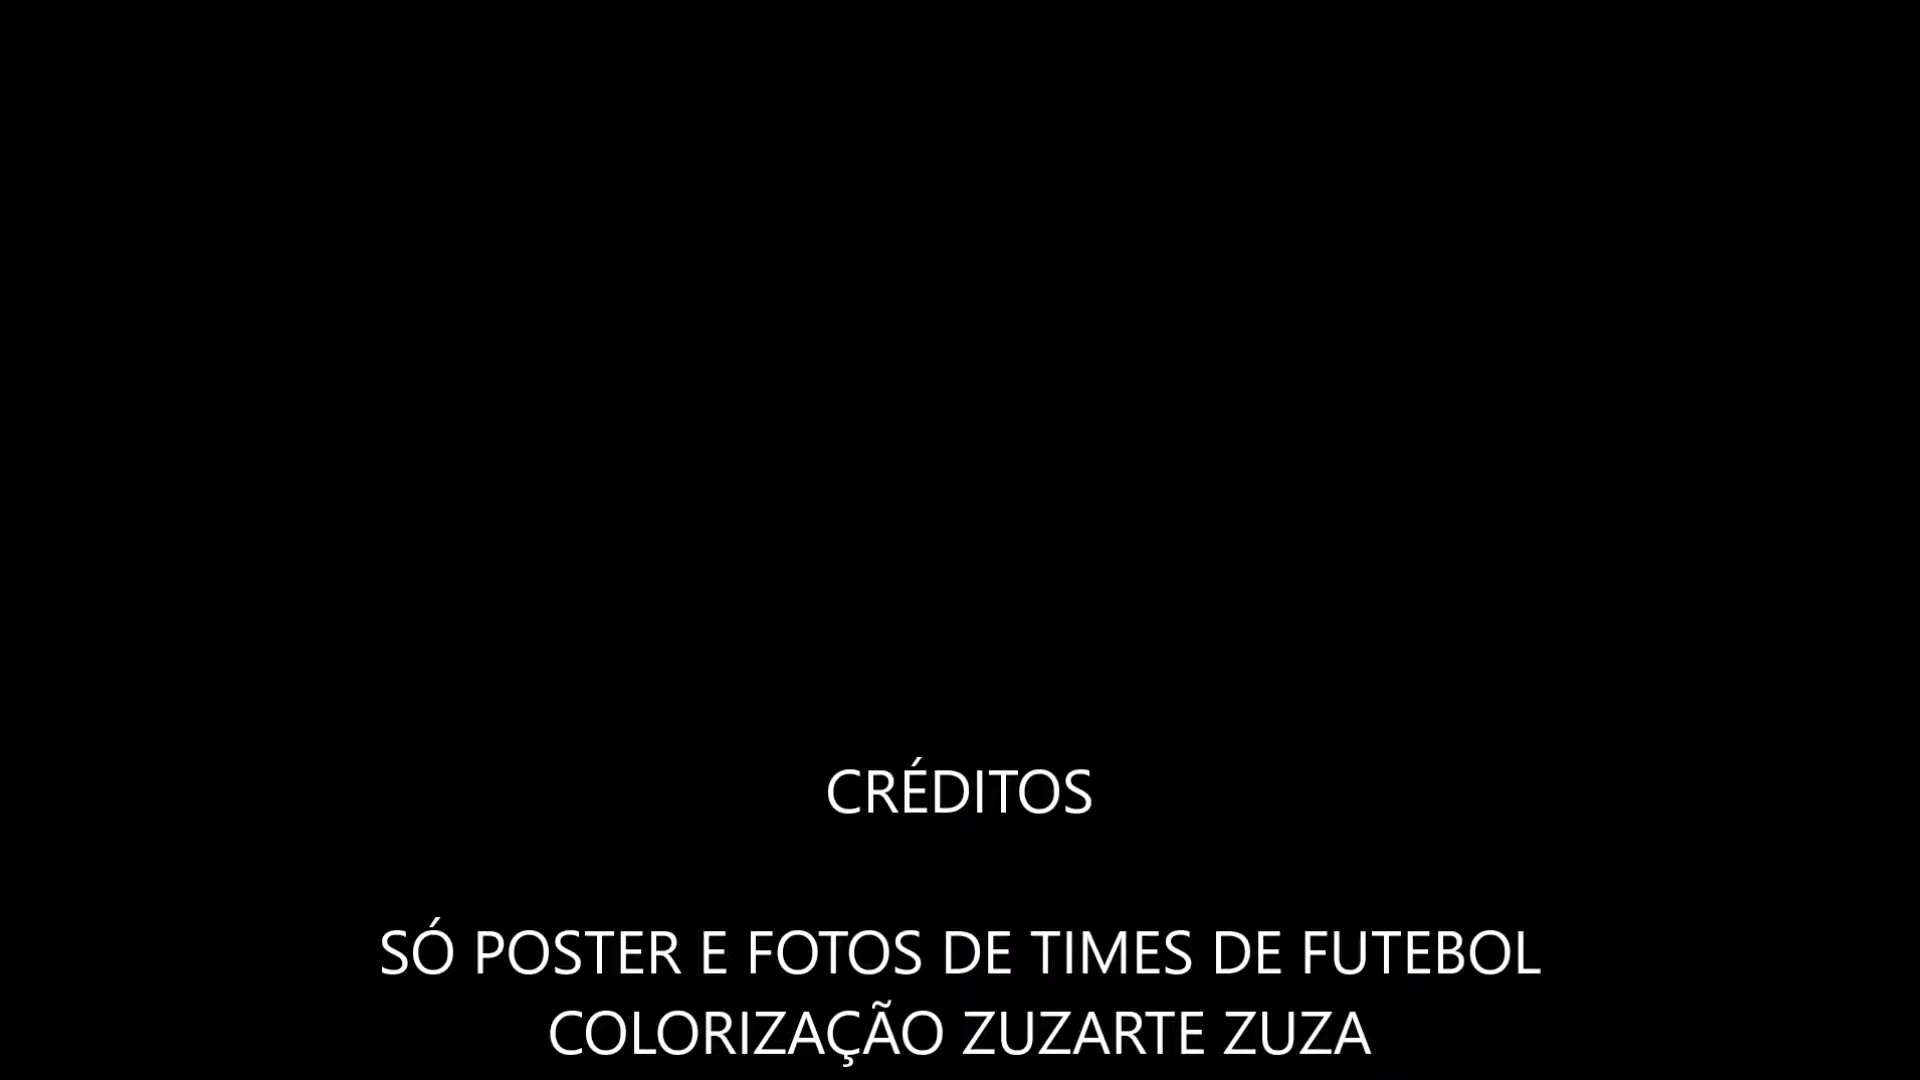 CRÉDITOS
SÓ POSTER E FOTOS DE TIMES DE FUTEBOL
COLORIZAÇÃO ZUZARTE ZUZA